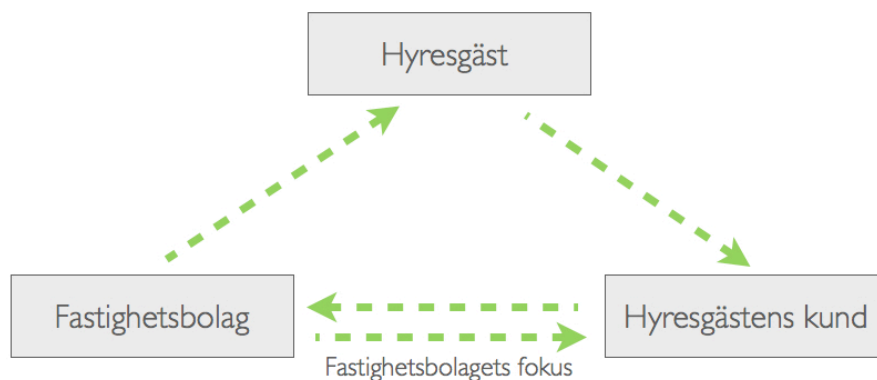 Hyresgäst
Fastighetsbolag
Hyresgästens kund
Fastighetsbolagets fokus